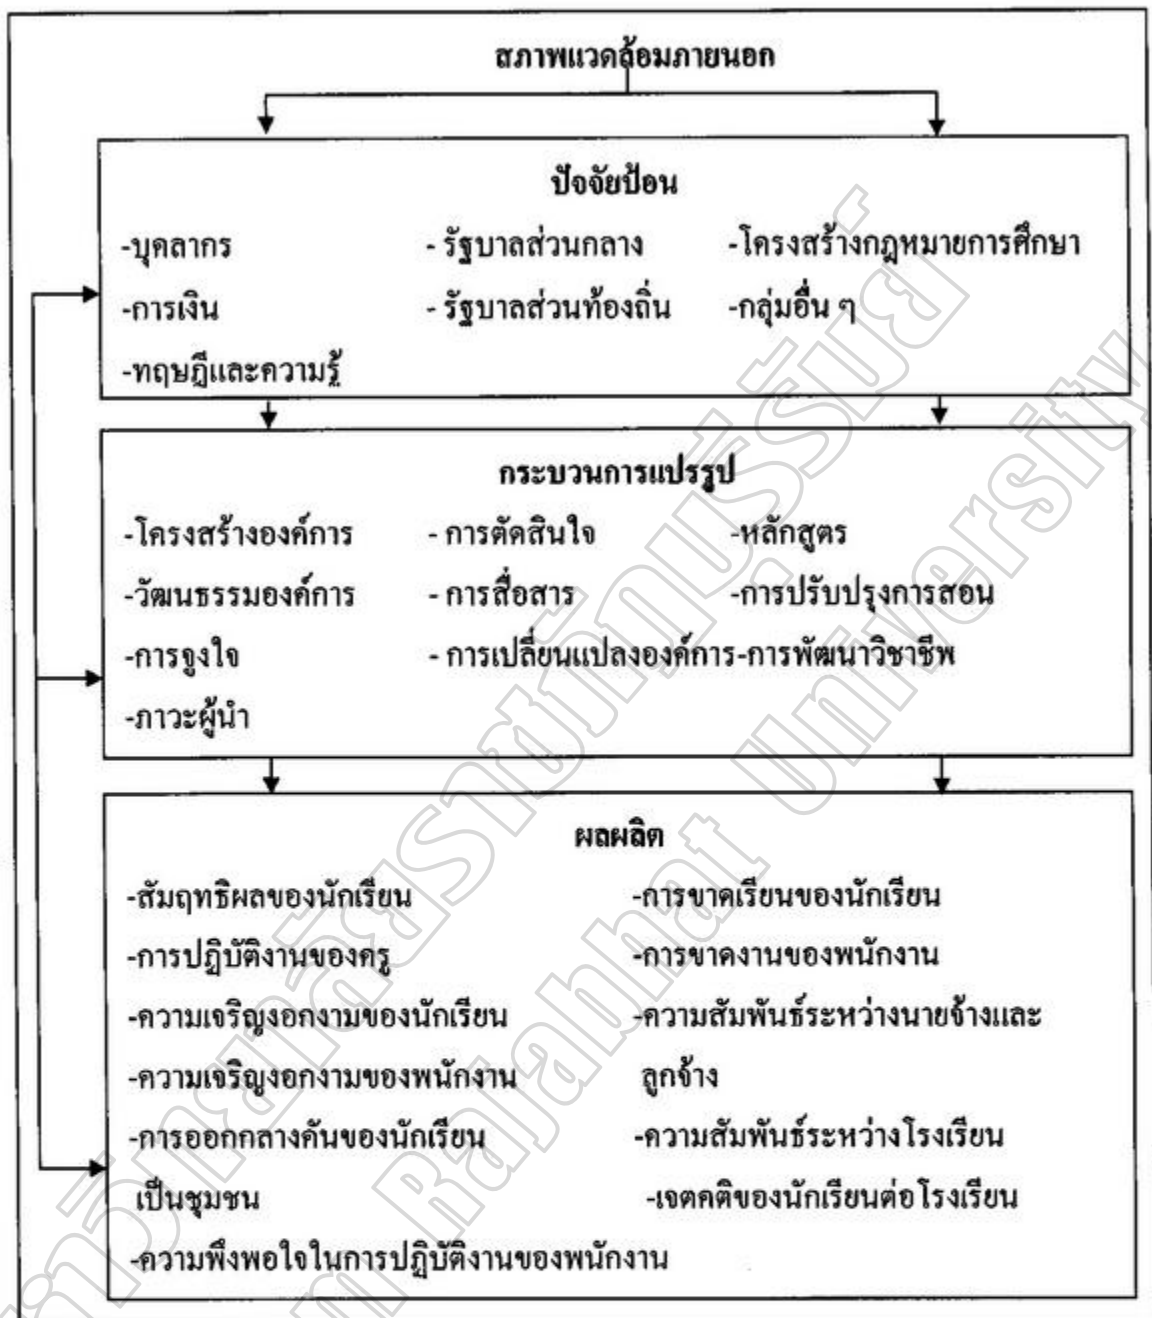 สภาพแวดล้อมภายนอก
ปัจจัยป้อน
-บุคลากร - รัฐบาลส่วนกลาง -โครงสร้างกฎหมายการศึกษา
-การเงิน - รัฐบาลส่วนท้องถิ่น -กลุ่มอื่น ๆ
-ทฤษฎีและความรู้
กระบวนการแปรรูป
-โครงสร้างองค์การ - การตัดสินใจ -หลักสูตร
-วัฒนธรรมองค์การ - การสื่อสาร -การปรับปรุงการสอน
-การจูงใจ - การเปลี่ยนแปลงองค์การ-การพัฒนาวิชาชีพ
-ภาวะผู้นำ
ผลผลิต
-สัมฤทธิผลของนักเรียน -การขาดเรียนของนักเรียน
-การปฏิบัติงานของครู -การขาดงานของพนักงาน
-ความเจริญงอกงามของนักเรียน -ความสัมพันธ์ระหว่างนายจ้างและ
-ความเจริญงอกงามของพนักงาน ลูกจ้าง
-การออกกลางคันของนักเรียน -ความสัมพันธ์ระหว่างโรงเรียน
เป็นชุมชน -เจตคติของนักเรียนต่อโรงเรียน
-ความพึงพอใจในการปฏิบัติงานของพนักงาน
Rajabhat University